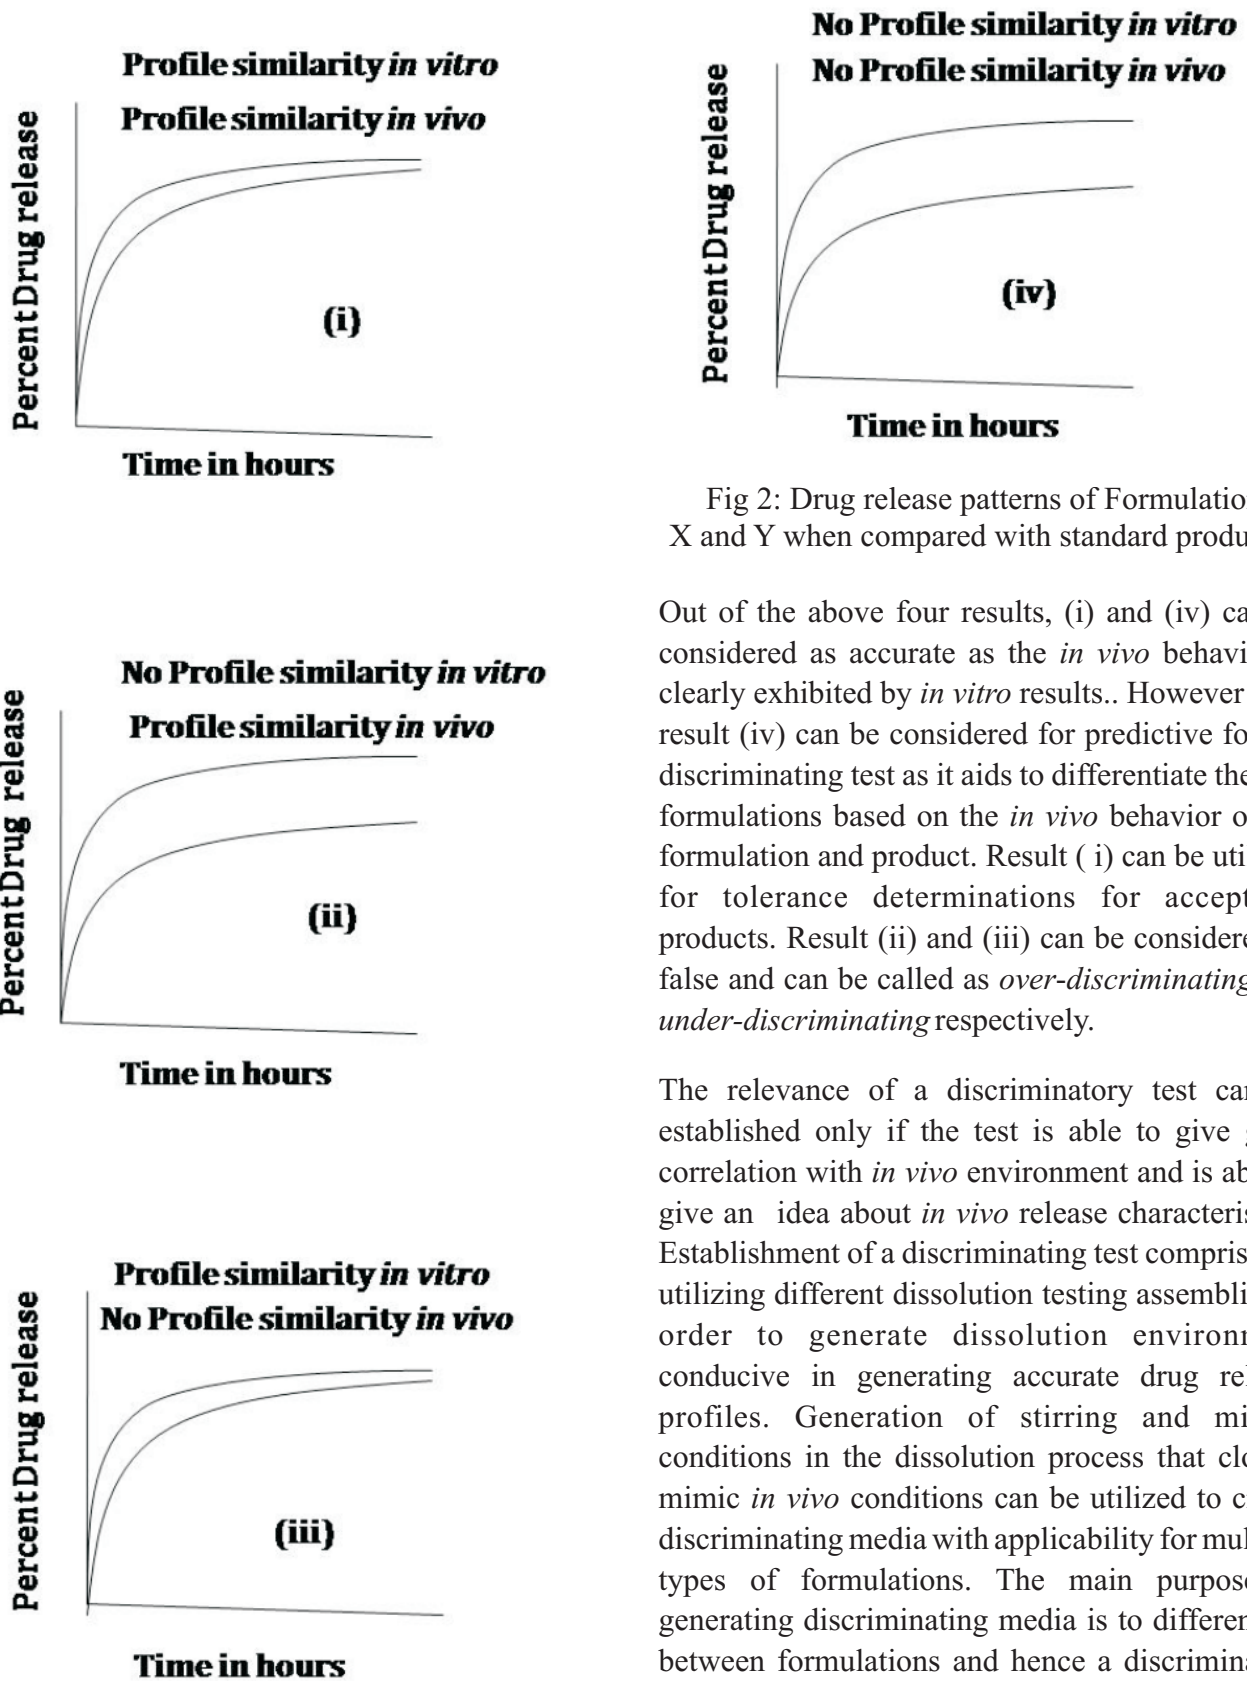 Profile similarity in vitro
Profile similarity in vivo
Percent Drug release
(i)
Time in hours
No Profile similarity in vitro
Profile similarity in vivo
Percent Drug release
(ii)
Time in hours
Profile similarity in vitro
No Profile similarity in vivo
Percent Drug release
(iii)
Time in hours
No Profile similarity in vitro
No Profile similarity in vivo
Percent Drug release
(iv)
Time in hours
Fig 2: Drug release patterns of Formulation
X and Y when compared with standard produ
Out of the above four results, (i) and (iv) ca
considered as accurate as the in vivo behavi
clearly exhibited by in vitro results.. However
result (iv) can be considered for predictive fo
discriminating test as it aids to differentiate the
formulations based on the in vivo behavior o
formulation and product. Result ( i) can be uti
for tolerance determinations for accept
products. Result (ii) and (iii) can be considere
false and can be called as over-discriminating
under-discriminating respectively.
The relevance of a discriminatory test can
established only if the test is able to give g
correlation with in vivo environment and is ab
give an idea about in vivo release characteris
Establishment of a discriminating test compris
utilizing different dissolution testing assembli
order to generate dissolution environm
conducive in generating accurate drug rel
profiles. Generation of stirring and mi
conditions in the dissolution process that clo
mimic in vivo conditions can be utilized to c
discriminating media with applicability for mul
types of formulations. The main purpose
generating discriminating media is to differen
between formulations and hence a discrimina